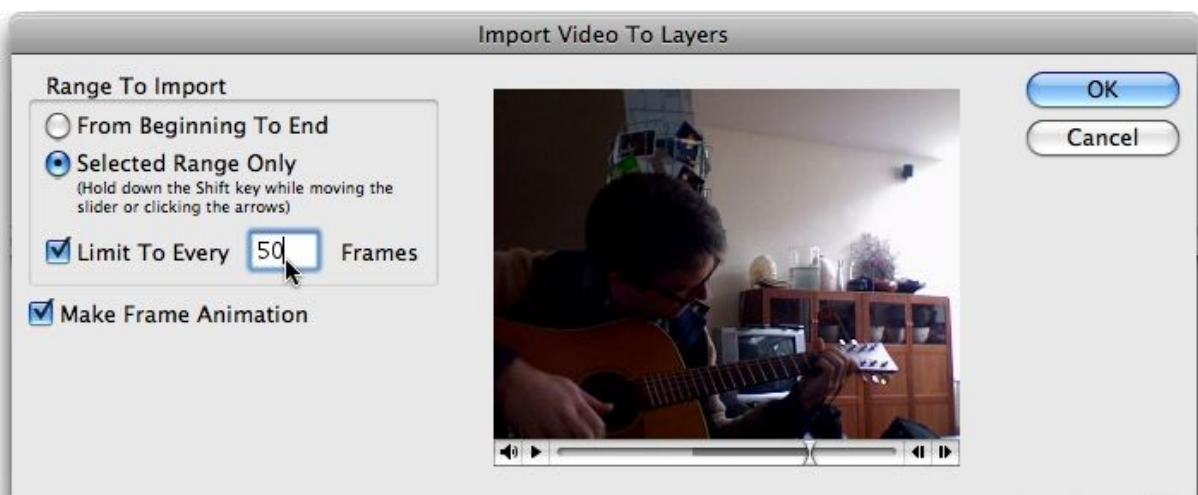 Import Video To Layers
Range To Import
From Beginning To End
Selected Range Only
(Hold down the Shift key while moving the
slider or clicking the arrows)
Limit To Every 50 Frames
Make Frame Animation
OK
Cancel